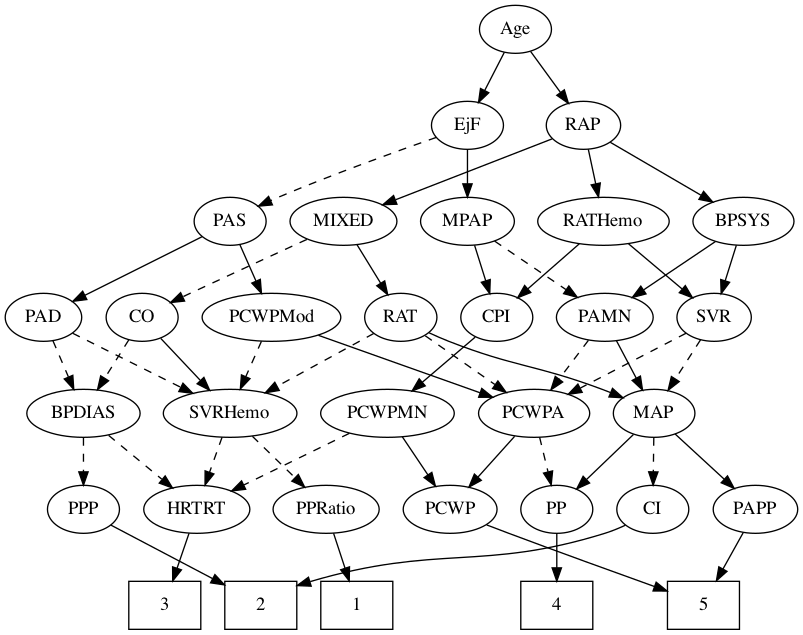 Age
EjF
RAP
PAS
MIXED
MPAP
RATHemo
BPSYS
PAD
CO
PCWPMod
RAT
CPI
PAMN
SVR
BPDIAS
SVRHemo
PCWPMN
PCWPA
MAP
PPP
HRTRT
PPRatio
PCWP
PP
CI
PAPP
3
2
1
4
5